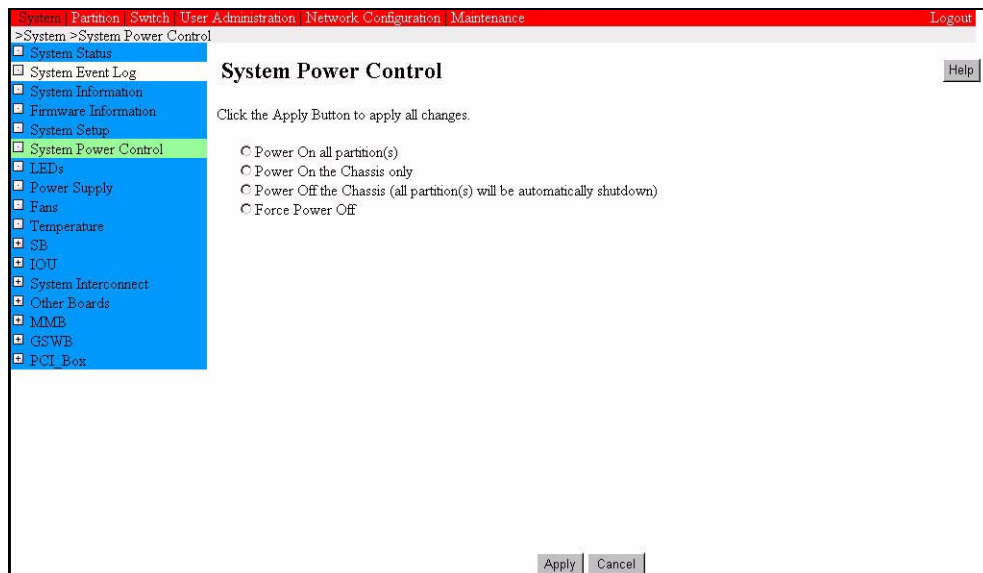 System | Partition | Switch | User Administration | Network Configuration | Maintenance Logout
>System >System Power Control
System Status
System Event Log
System Information
Firmware Information
System Setup
System Power Control
LEDs
Power Supply
Fans
Temperature
SB
IOU
System Interconnect
Other Boards
MMB
GSWB
PCI_Box
System Power Control
Help
Click the Apply Button to apply all changes.
Power On all partition(s)
Power On the Chassis only
Power Off the Chassis (all partition(s) will be automatically shutdown)
Force Power Off
Apply Cancel